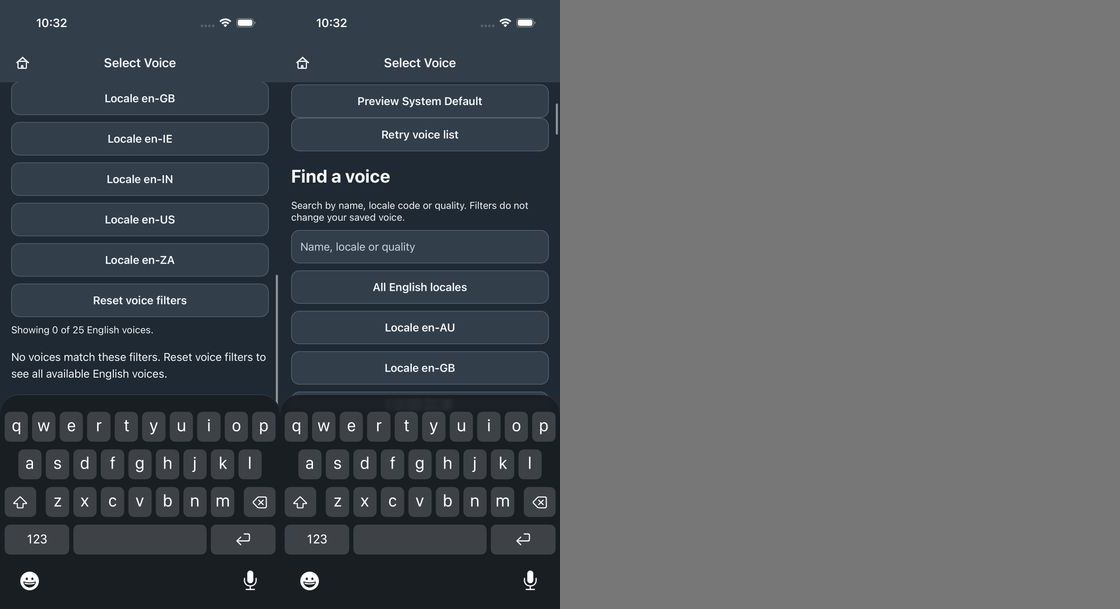 10:32
Select Voice
Locale en-GB
Locale en-IE
Locale en-IN
Locale en-US
Locale en-ZA
Reset voice filters
Showing 0 of 25 English voices.
No voices match these filters. Reset voice filters to
see all available English voices.
q w e r t y u i o p
a s d f g h j k l
z x c v b n m
123
10:32
Select Voice
Preview System Default
Retry voice list
Find a voice
Search by name, locale code or quality. Filters do not
change your saved voice.
Name, locale or quality
All English locales
Locale en-AU
Locale en-GB
q w e r t y u i o p
a s d f g h j k l
z x c v b n m
123